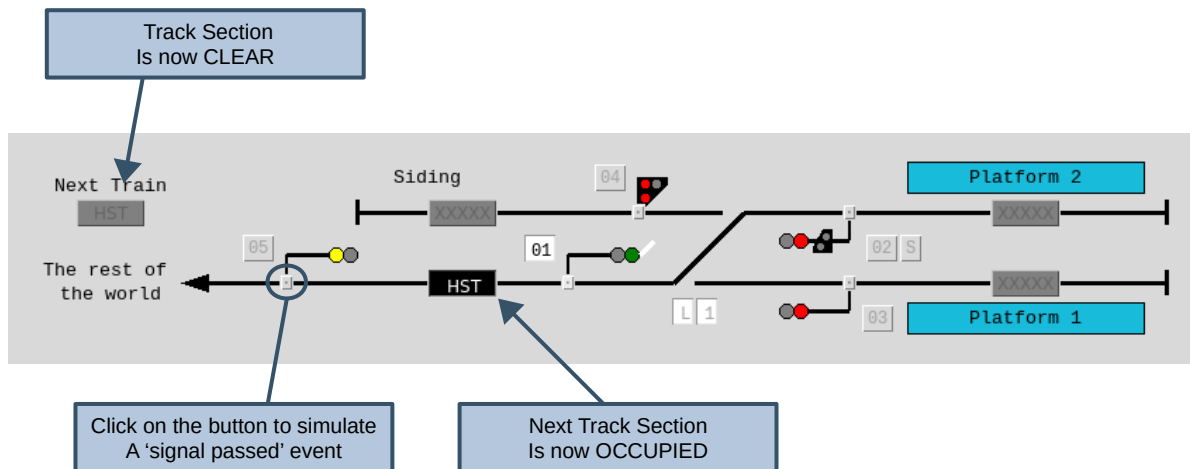 Track Section
Is now CLEAR
Siding
04
Platform 2
Next Train
HST
XXXXX
XXXXX
05
01
02 S
The rest of
the world
HST
XXXXX
L 1
03
Platform 1
Click on the button to simulate
A ‘signal passed’ event
Next Track Section
Is now OCCUPIED